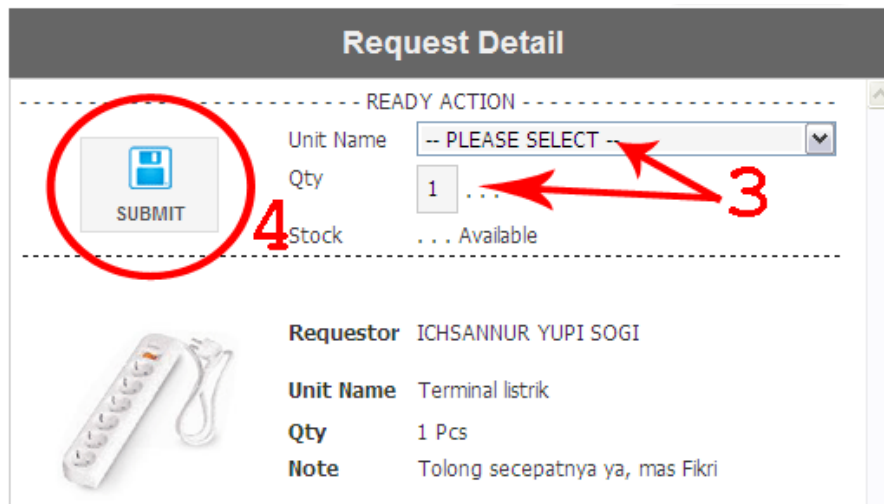 Request Detail
READY ACTION
Unit Name -- PLEASE SELECT --
Qty 1 . . .
3
SUBMIT
4
Stock . . . Available
Requestor ICHSANNUR YUPI SOGI
Unit Name Terminal listrik
Qty 1 Pcs
Note Tolong secepatnya ya, mas Fikri